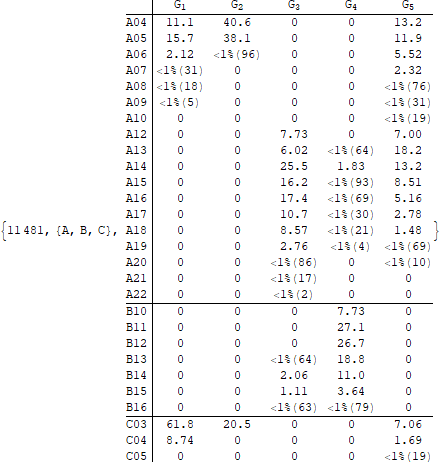 G1 G2 G3 G4 G5
A04 11.1 40.6 0 0 13.2
A05 15.7 38.1 0 0 11.9
A06 2.12 <1%(96) 0 0 5.52
A07 <1%(31) 0 0 0 2.32
A08 <1%(18) 0 0 0 <1%(76)
A09 <1%(5) 0 0 0 <1%(31)
A10 0 0 0 0 <1%(19)
A12 0 0 7.73 0 7.00
A13 0 0 6.02 <1%(64) 18.2
A14 0 0 25.5 1.83 13.2
A15 0 0 16.2 <1%(93) 8.51
A16 0 0 17.4 <1%(69) 5.16
A17 0 0 10.7 <1%(30) 2.78
{11 481, {A, B, C}, A18 0 0 8.57 <1%(21) 1.48 }
A19 0 0 2.76 <1%(4) <1%(69)
A20 0 0 <1%(86) 0 <1%(10)
A21 0 0 <1%(17) 0 0
A22 0 0 <1%(2) 0 0
B10 0 0 0 7.73 0
B11 0 0 0 27.1 0
B12 0 0 0 26.7 0
B13 0 0 <1%(64) 18.8 0
B14 0 0 2.06 11.0 0
B15 0 0 1.11 3.64 0
B16 0 0 <1%(63) <1%(79) 0
C03 61.8 20.5 0 0 7.06
C04 8.74 0 0 0 1.69
C05 0 0 0 0 <1%(19)